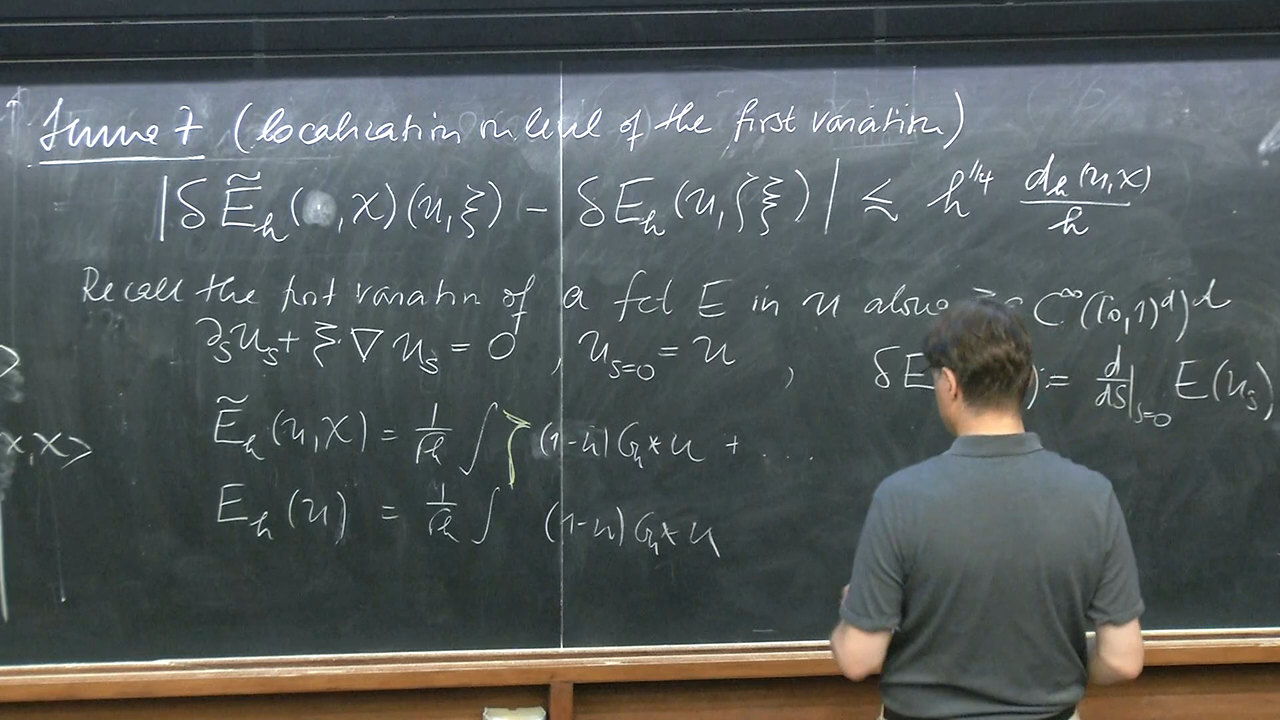 Lemma 7 (localization on level of the first variation)
|δẼ_h(·,χ)(u,ξ) − δE_h(u,ζξ)| ≲ h^{1/4} d_h(u,χ)/h
Recall the first variation of a fct E in u along ξ ∈ C^∞([0,1)^d)^d
∂_s u_s + ξ·∇u_s = 0, u_{s=0} = u, δE := d/ds|_{s=0} E(u_s)
Ẽ_h(u,χ) = 1/√h ∫ ζ (1-u) G_h * u + ...
E_h(u) = 1/√h ∫ (1-u) G_h * u
χ,χ>